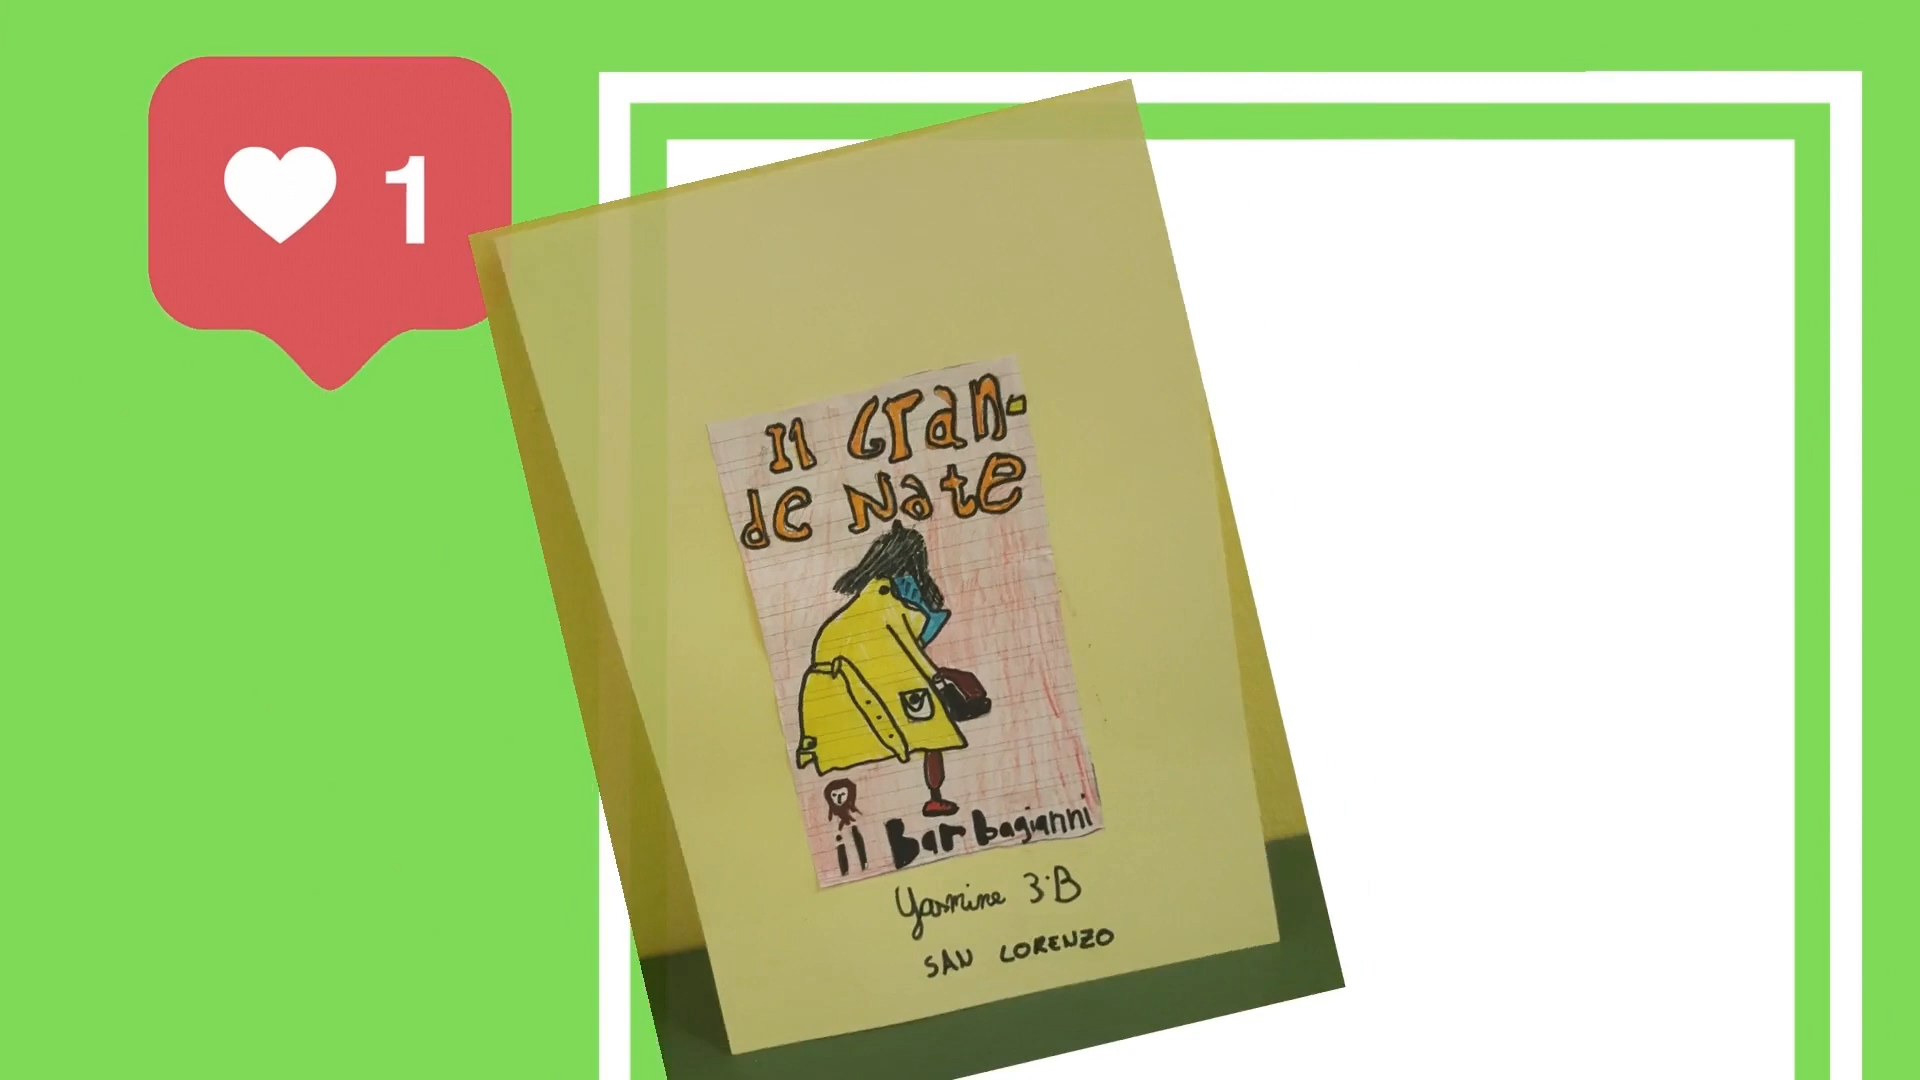 1
Il Gran-
de Nate
il Barbagianni
Yasmine 3°B
SAN LORENZO